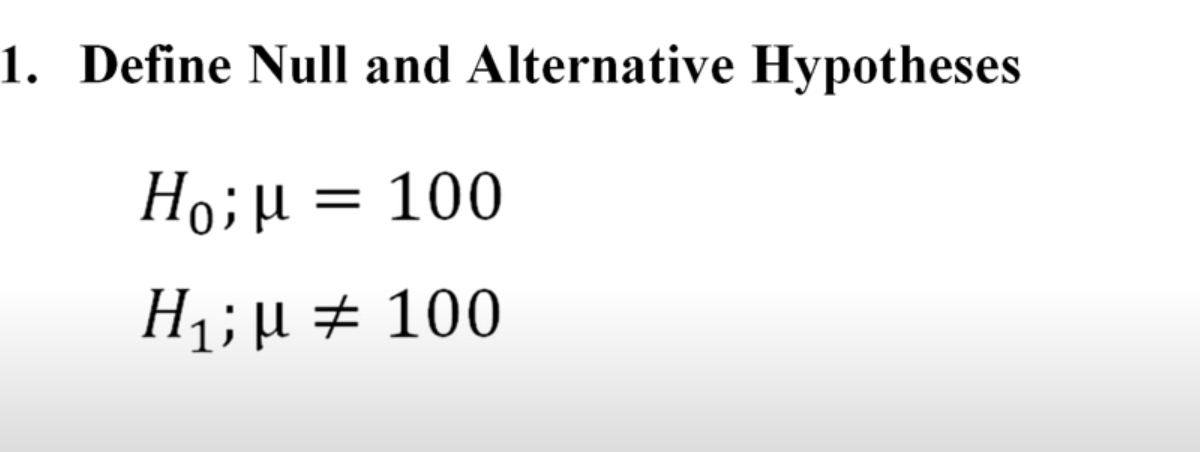 1. Define Null and Alternative Hypotheses
H₀; μ = 100
H₁; μ ≠ 100